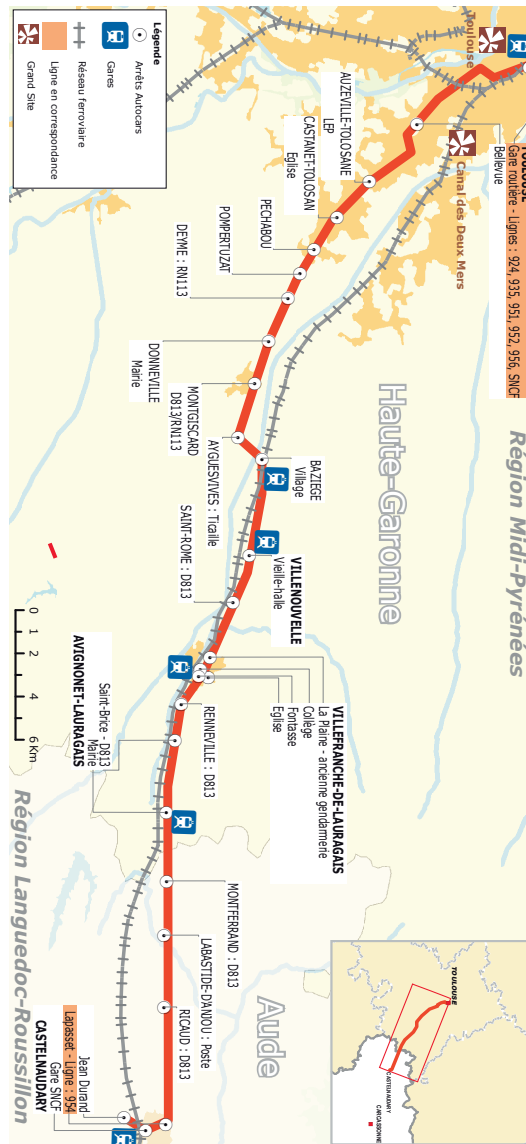 TOULOUSE
Gare routière - Lignes : 924, 935, 951, 952, 956, SNCF
Toulouse
Bellevue
Canal des Deux Mers
AUZEVILLE-TOLOSANE
LEP
CASTANET-TOLOSAN
Eglise
PECHABOU
POMPERTUZAT
DEYME : RN113
DONNEVILLE
Mairie
MONTGISCARD
D813/RN113
AYGUESVIVES : Ticaille
BAZIEGE
Village
VILLENOUVELLE
Vieille-halle
SAINT-ROME : D813
VILLEFRANCHE-DE-LAURAGAIS
La Plaine - ancienne gendarmerie
Collège
Fontasse
Eglise
RENNEVILLE : D813
AVIGNONET-LAURAGAIS
Saint-Brice - D813
Mairie
MONTFERRAND : D813
LABASTIDE-D'ANJOU : Poste
RICAUD : D813
Jean Durand
Lapasset - Ligne : 954
Gare SNCF
CASTELNAUDARY
Haute-Garonne
Aude
Région Midi-Pyrénées
Région Languedoc-Roussillon
0 1 2 4 6 Km
Légende
Arrêts Autocars
Gares
Réseau ferroviaire
Ligne en correspondance
Grand Site
TOULOUSE
CASTELNAUDARY
CARCASSONNE